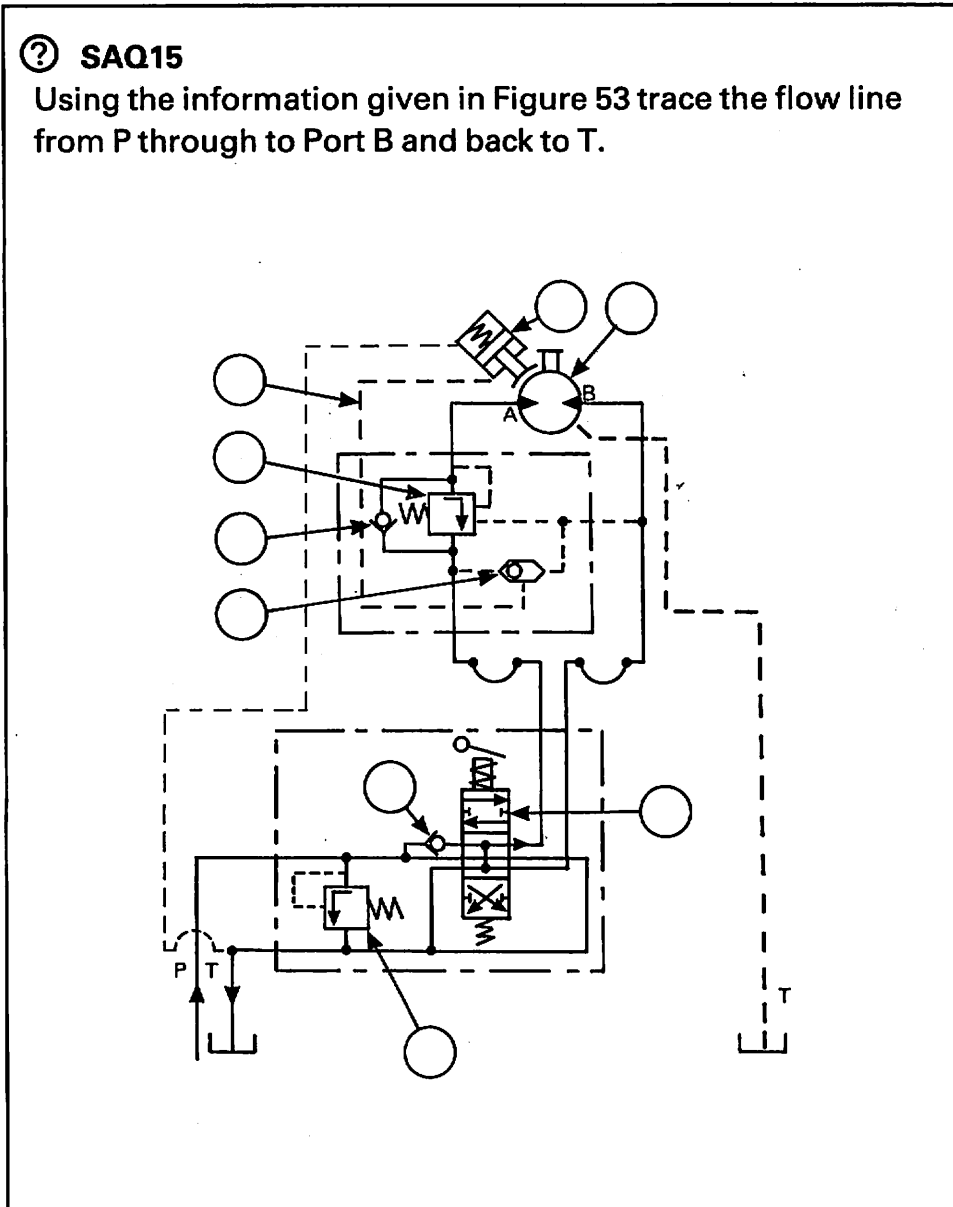 ? SAQ15
Using the information given in Figure 53 trace the flow line
from P through to Port B and back to T.
A
B
P
T
T